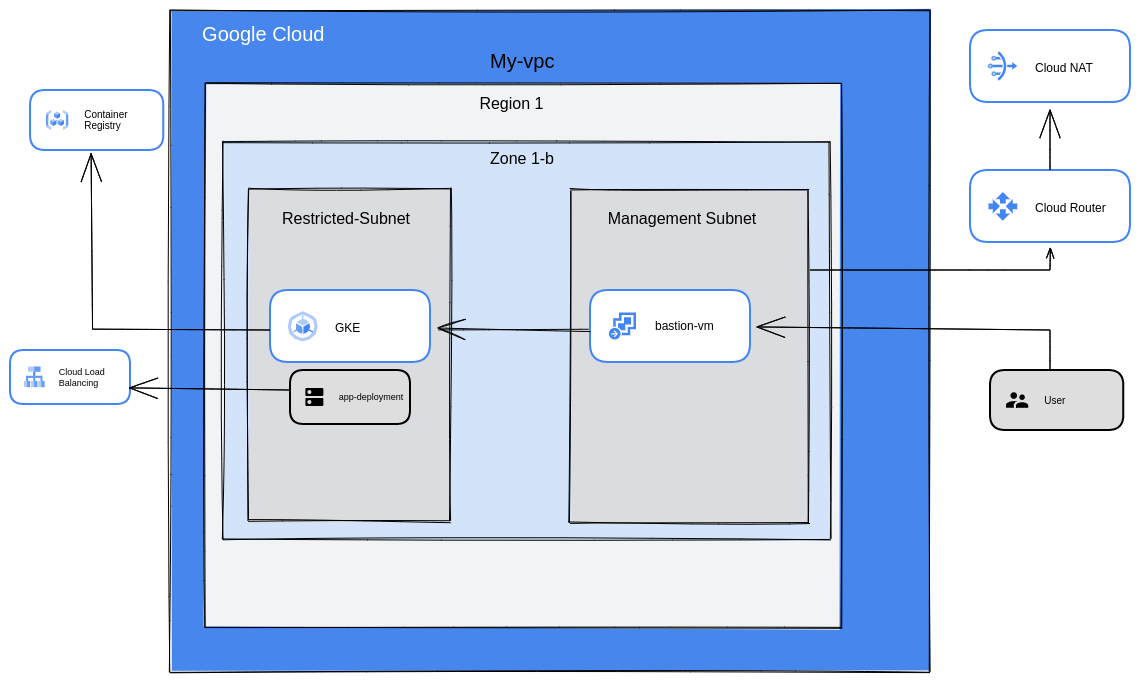 Google Cloud
My-vpc
Region 1
Zone 1-b
Restricted-Subnet
Management Subnet
Container
Registry
Cloud NAT
Cloud Router
GKE
bastion-vm
Cloud Load
Balancing
app-deployment
User